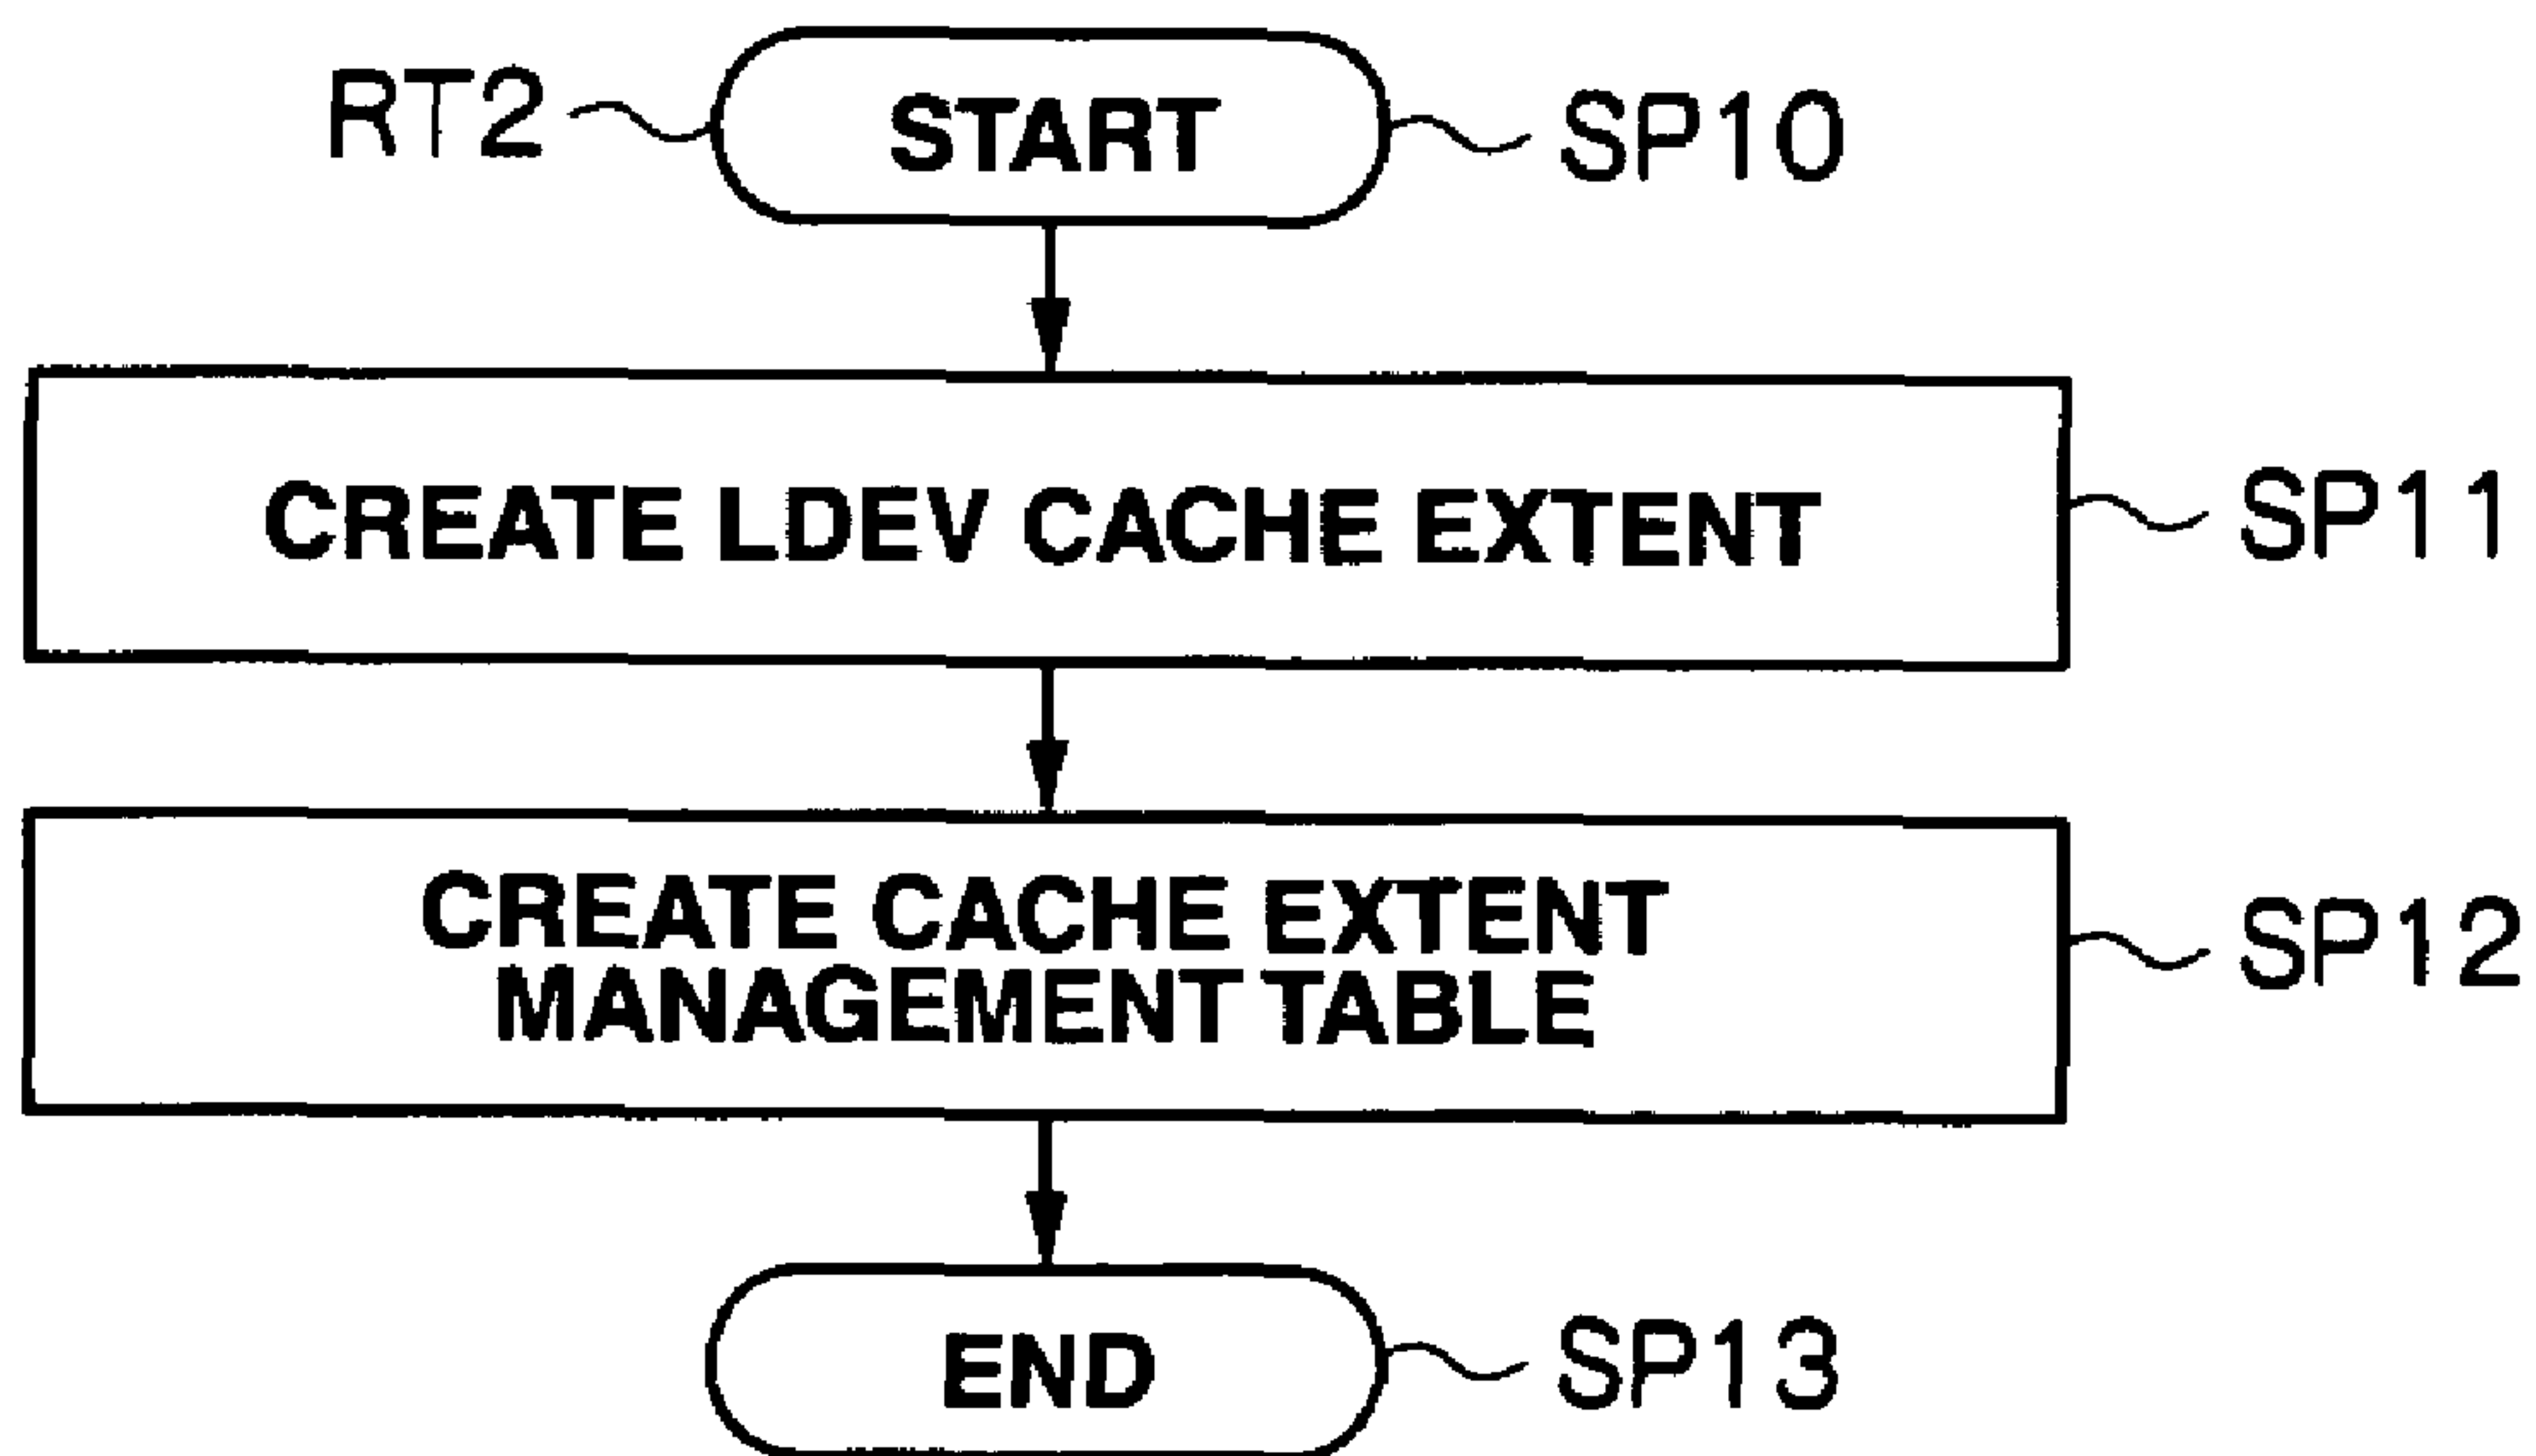 RT2
START
SP10
CREATE LDEV CACHE EXTENT
SP11
CREATE CACHE EXTENT
MANAGEMENT TABLE
SP12
END
SP13